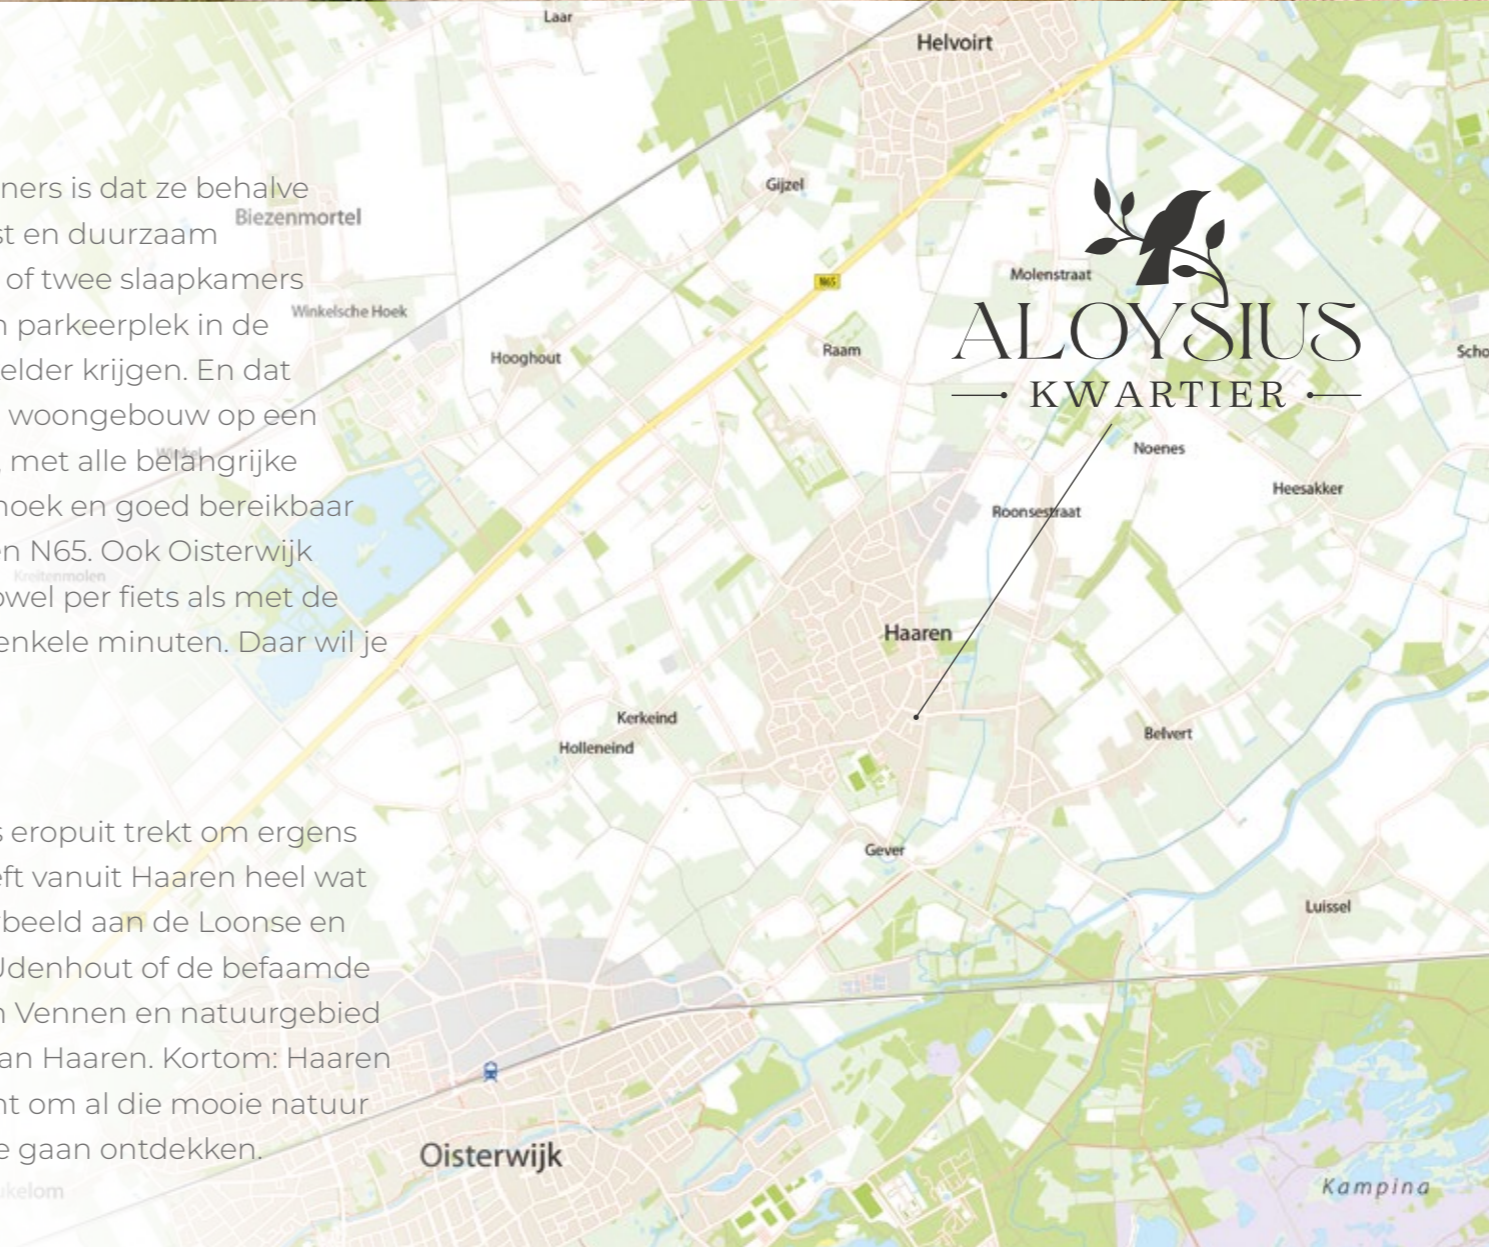 ners is dat ze behalve
st en duurzaam
of twee slaapkamers
n parkeerplek in de
elder krijgen. En dat
woongebouw op een
met alle belangrijke
hoek en goed bereikbaar
en N65. Ook Oisterwijk
owel per fiets als met de
enkele minuten. Daar wil je
s eropuit trekt om ergens
eft vanuit Haaren heel wat
beeld aan de Loonse en
Udenhout of de befaamde
n Vennen en natuurgebied
an Haaren. Kortom: Haaren
nt om al die mooie natuur
e gaan ontdekken.
Laar
Helvoirt
Gijzel
Biezenmortel
Molenstraat
N65
Winkelsche Hoek
Hooghout
Raam
Scho
ALOYSIUS
KWARTIER
Winkel
Noenes
Heesakker
Roonsestraat
Kreitenmolen
Haaren
Kerkeind
Holleneind
Belvert
Gever
Luissel
Oisterwijk
Kampina
ukelom